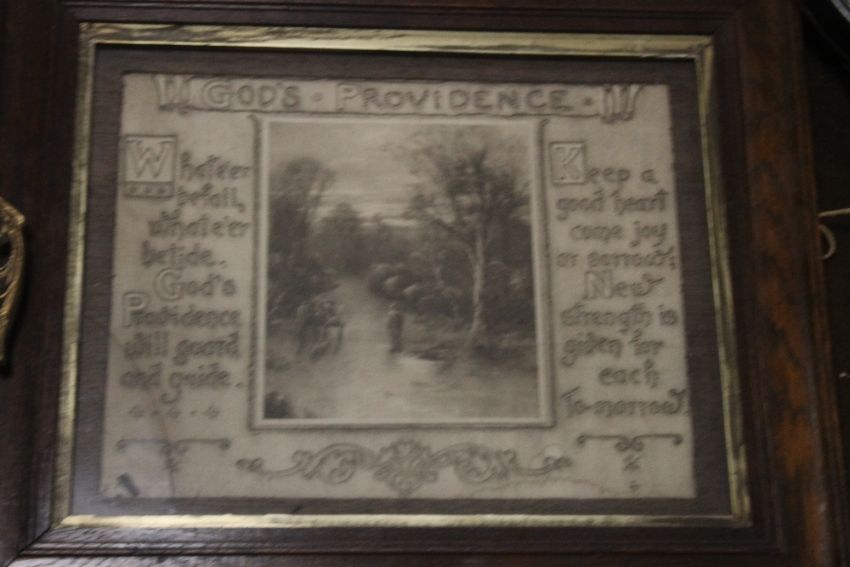 GOD'S · PROVIDENCE ·
Whate'er
befall,
whate'er
betide..
God's
Providence
will goord
and guide.
Keep a
good heart
come joy
or sorrow;
New
strength is
given for
each
To-morrow.